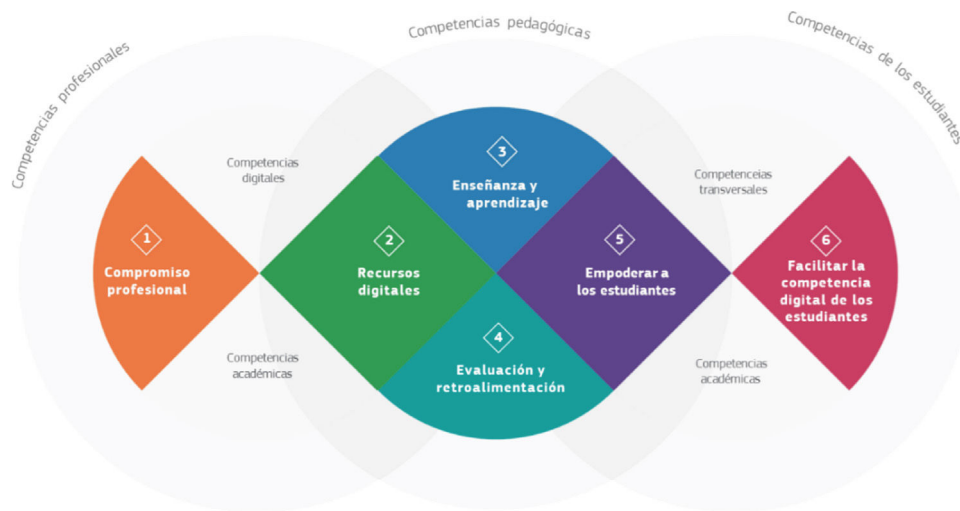 Competencias profesionales
Competencias pedagógicas
Competencias de los estudiantes
Competencias
digitales
3
Enseñanza y
aprendizaje
Competenceias
transversales
1
Compromiso
profesional
2
Recursos
digitales
5
Empoderar a
los estudiantes
6
Facilitar la
competencia
digital de los
estudiantes
Competencias
académicas
4
Evaluación y
retroalimentación
Competencias
académicas